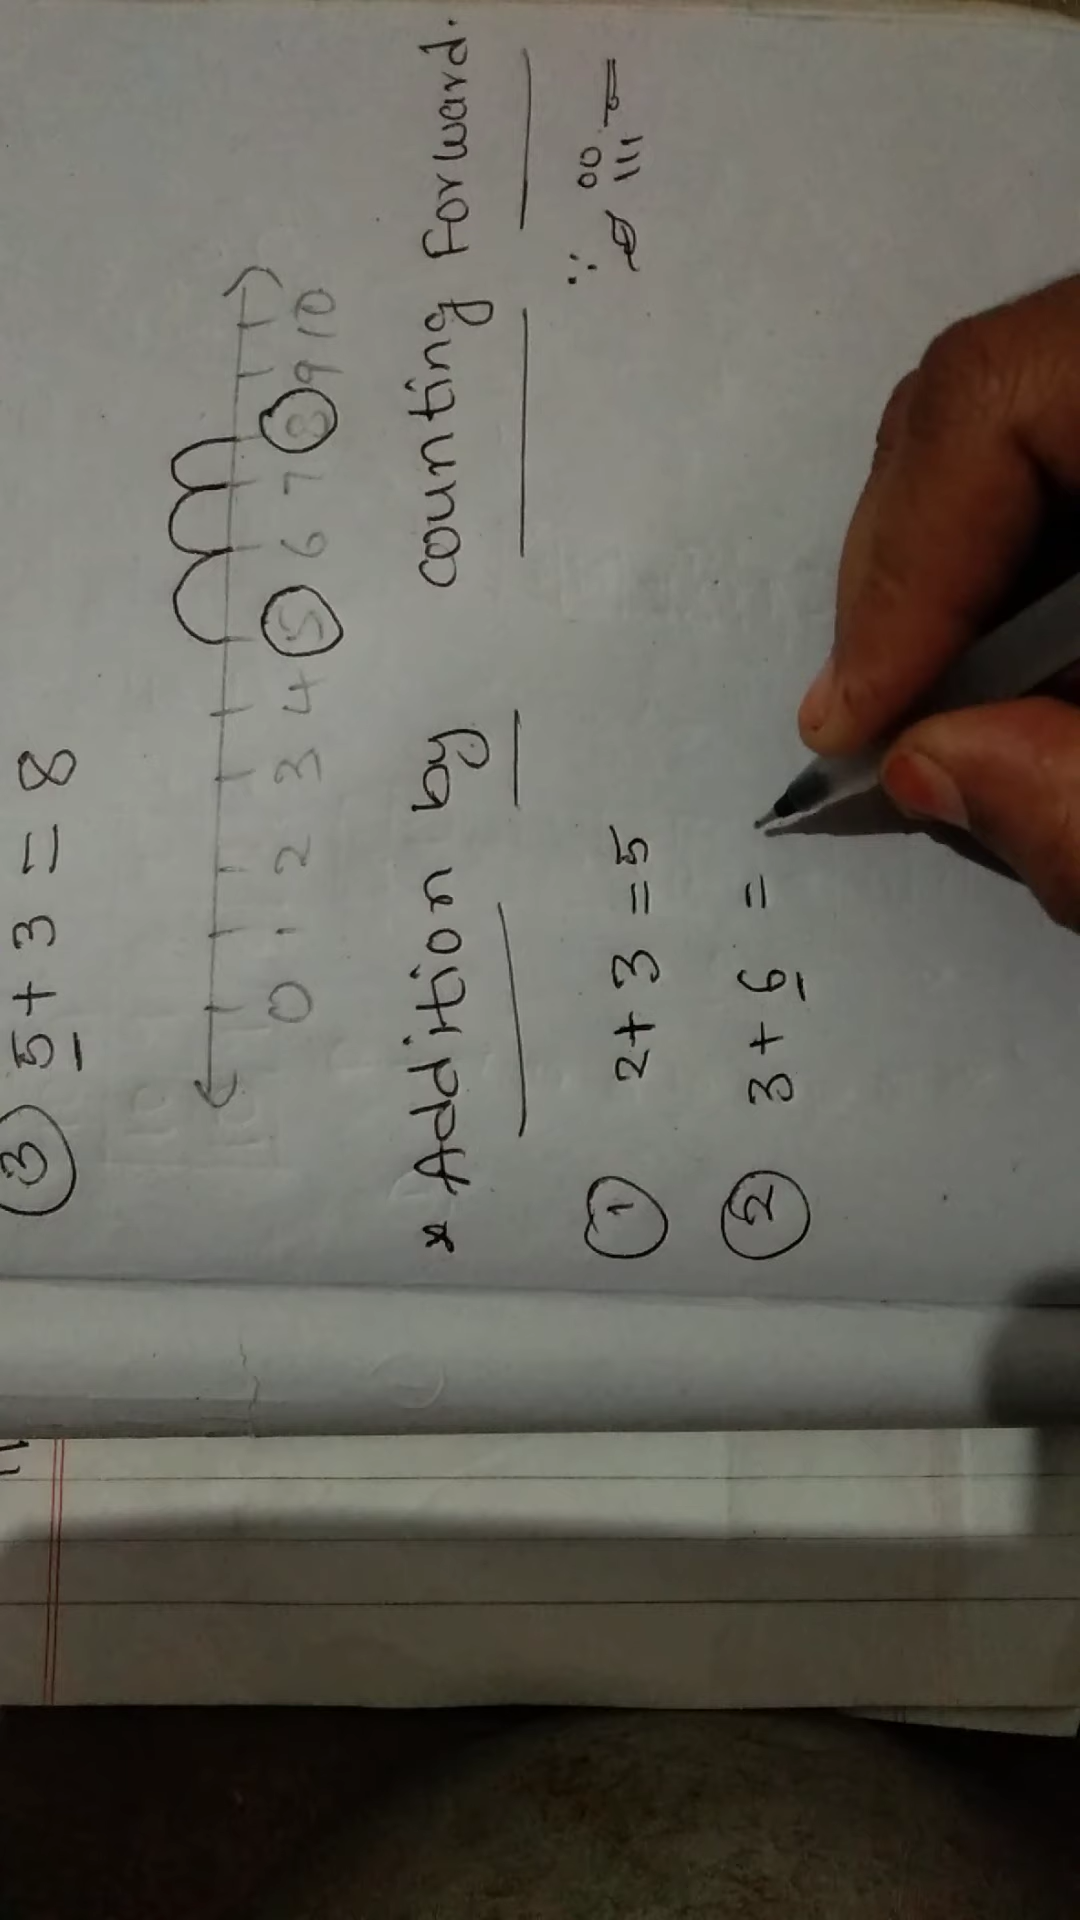 ③ 5 + 3 = 8
0 1 2 3 4 5 6 7 8 9 10
* Addition by counting forward.
① 2 + 3 = 5
② 3 + 6 =